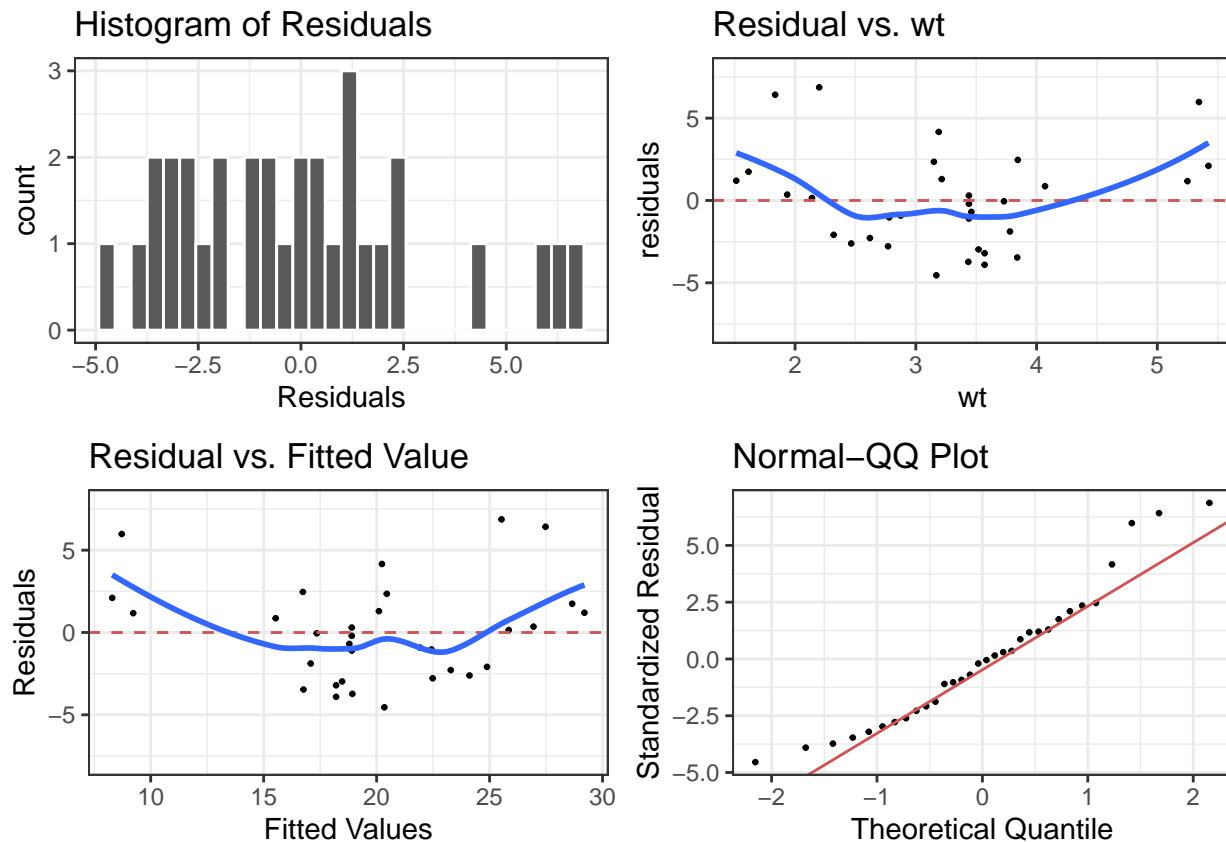 Histogram of Residuals
3
2
1
0
count
−5.0 −2.5 0.0 2.5
Residuals
Residual vs. wt
5
0
−5
residuals
2 3 4 5
wt
Residual vs. Fitted Value
5
0
−5
Residuals
10 15 20 25 30
Fitted Values
Normal−QQ Plot
5.0
2.5
0.0
−2.5
−5.0
Standardized Residual
−2 −1 0 1 2
Theoretical Quantile